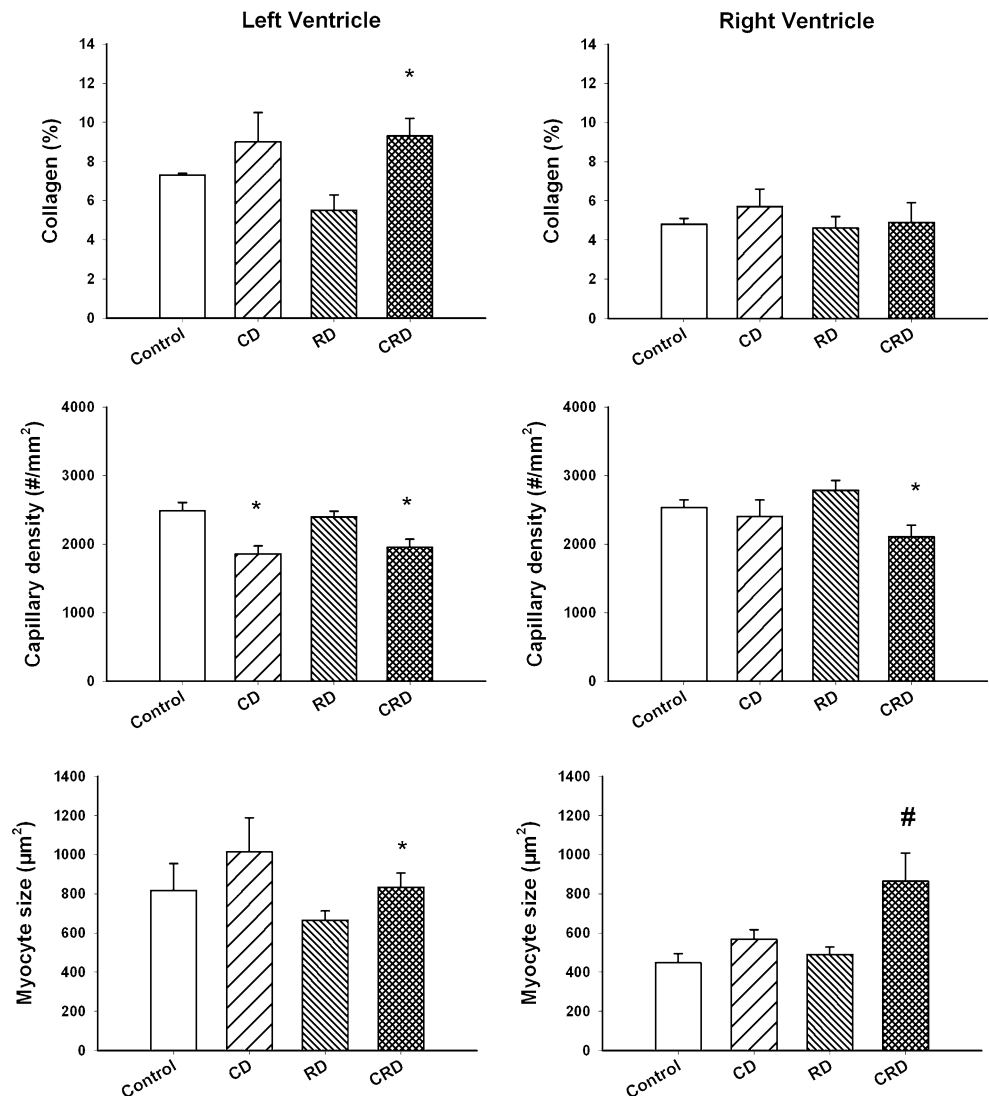 Left Ventricle
Right Ventricle
Collagen (%)
14
12
10
8
6
4
2
0
*
Control
CD
RD
CRD
Collagen (%)
14
12
10
8
6
4
2
0
Control
CD
RD
CRD
Capillary density (#/mm²)
4000
3000
2000
1000
0
*
*
Control
CD
RD
CRD
Capillary density (#/mm²)
4000
3000
2000
1000
0
*
Control
CD
RD
CRD
Myocyte size (µm²)
1400
1200
1000
800
600
400
200
0
*
Control
CD
RD
CRD
Myocyte size (µm²)
1400
1200
1000
800
600
400
200
0
#
Control
CD
RD
CRD